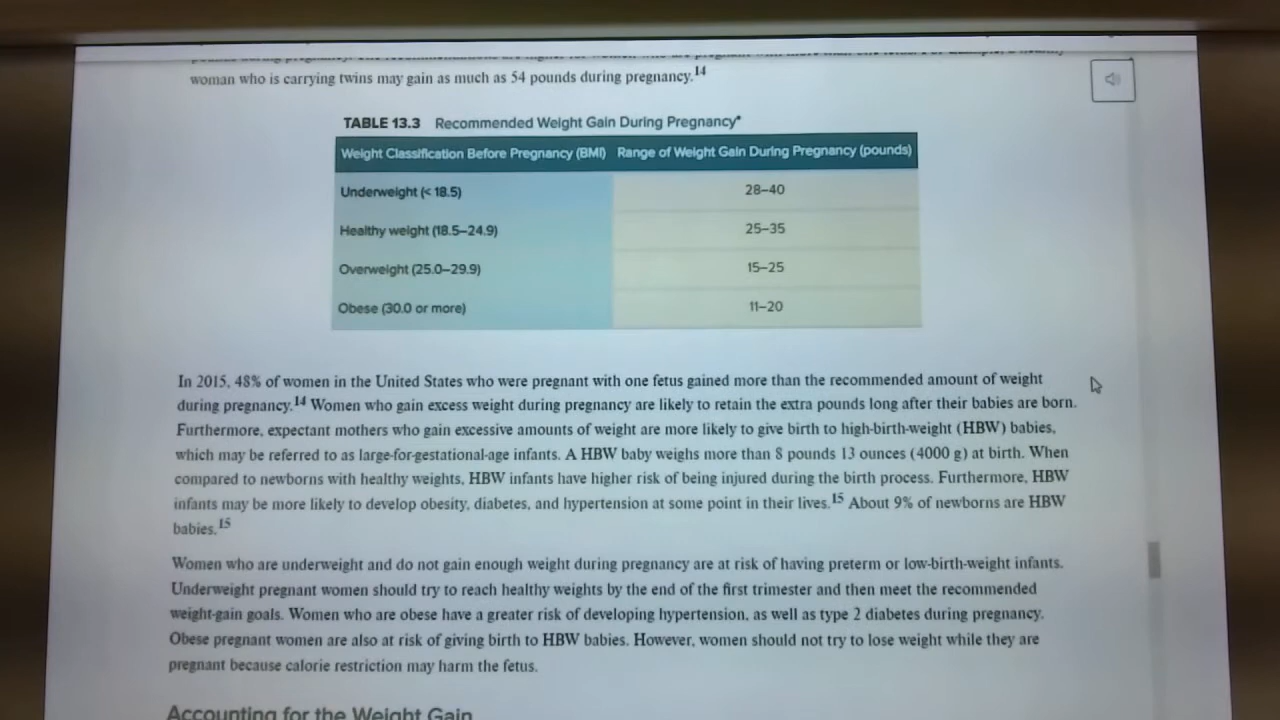 woman who is carrying twins may gain as much as 54 pounds during pregnancy.14
TABLE 13.3 Recommended Weight Gain During Pregnancy*
Weight Classification Before Pregnancy (BMI) Range of Weight Gain During Pregnancy (pounds)
Underweight (< 18.5) 28–40
Healthy weight (18.5–24.9) 25–35
Overweight (25.0–29.9) 15–25
Obese (30.0 or more) 11–20
In 2015, 48% of women in the United States who were pregnant with one fetus gained more than the recommended amount of weight
during pregnancy.14 Women who gain excess weight during pregnancy are likely to retain the extra pounds long after their babies are born.
Furthermore, expectant mothers who gain excessive amounts of weight are more likely to give birth to high-birth-weight (HBW) babies,
which may be referred to as large-for-gestational-age infants. A HBW baby weighs more than 8 pounds 13 ounces (4000 g) at birth. When
compared to newborns with healthy weights, HBW infants have higher risk of being injured during the birth process. Furthermore, HBW
infants may be more likely to develop obesity, diabetes, and hypertension at some point in their lives.15 About 9% of newborns are HBW
babies.15
Women who are underweight and do not gain enough weight during pregnancy are at risk of having preterm or low-birth-weight infants.
Underweight pregnant women should try to reach healthy weights by the end of the first trimester and then meet the recommended
weight-gain goals. Women who are obese have a greater risk of developing hypertension, as well as type 2 diabetes during pregnancy.
Obese pregnant women are also at risk of giving birth to HBW babies. However, women should not try to lose weight while they are
pregnant because calorie restriction may harm the fetus.
Accounting for the Weight Gain